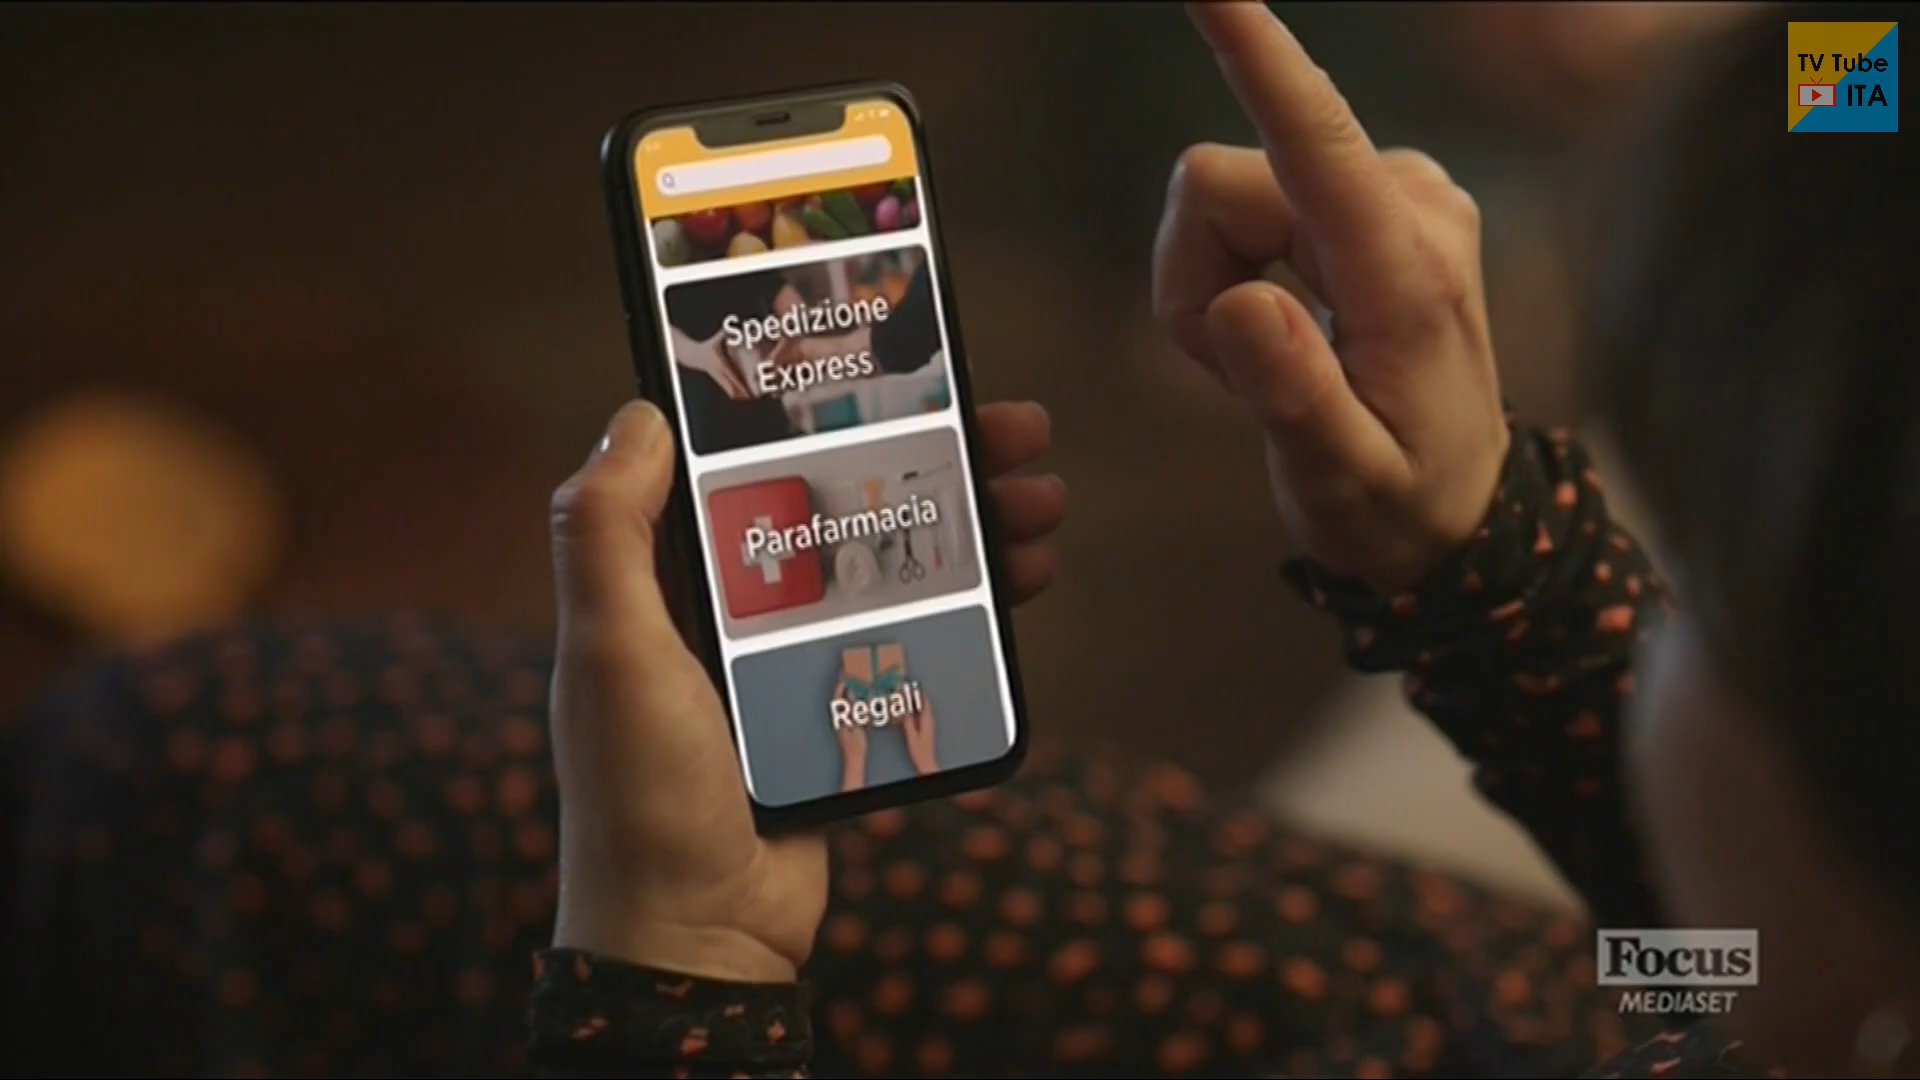 TV Tube
ITA
Spedizione
Express
Parafarmacia
Regali
Focus
MEDIASET